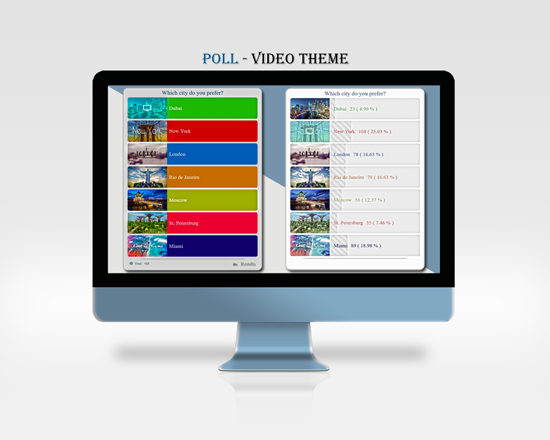 POLL - VIDEO THEME
Which city do you prefer?
Dubai
New York
London
Rio de Janeiro
Moscow
St. Petersburg
Miami
Total : 469
Results
Which city do you prefer?
Dubai 23 ( 4.90 % )
New York 108 ( 23.03 % )
London 78 ( 16.63 % )
Rio de Janeiro 78 ( 16.63 % )
Moscow 58 ( 12.37 % )
St. Petersburg 35 ( 7.46 % )
Miami 89 ( 18.98 % )